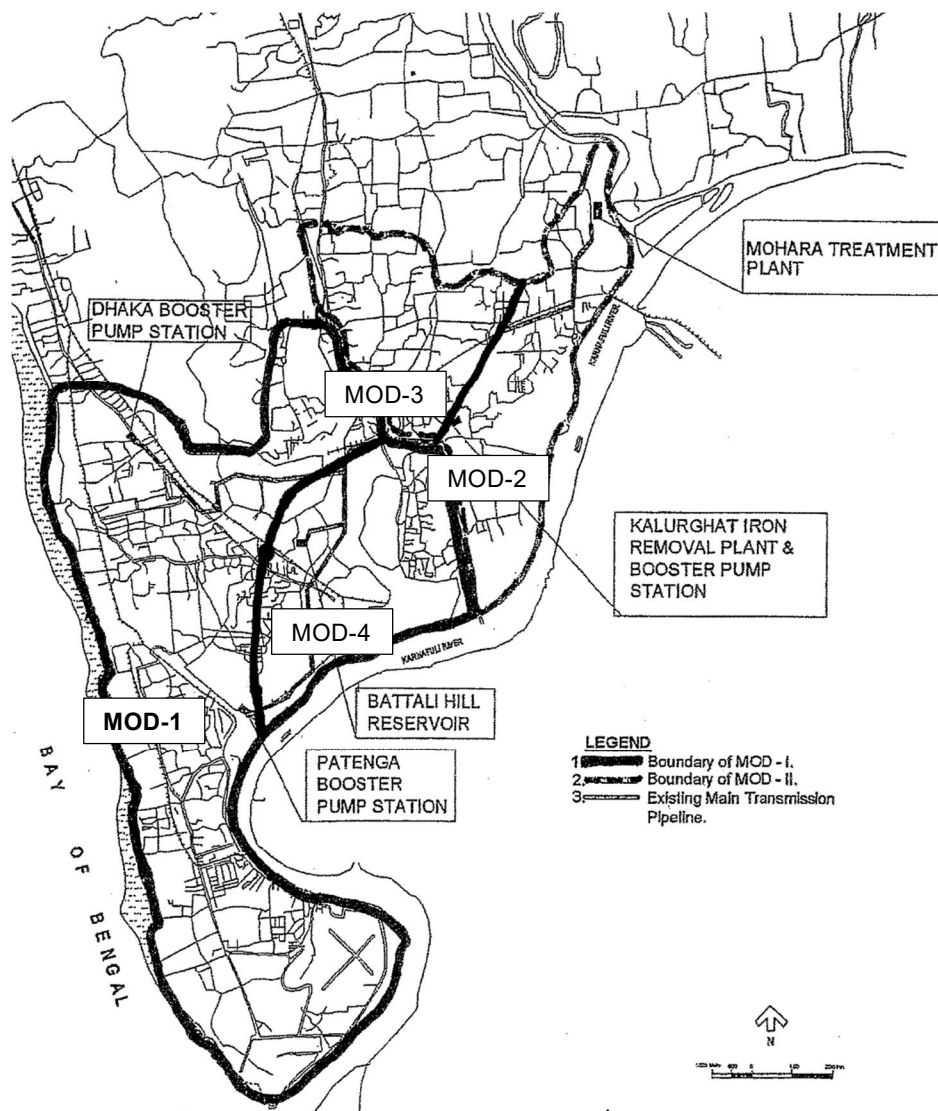 MOHARA TREATMENT
PLANT
DHAKA BOOSTER
PUMP STATION
KARNAFULI RIVER
MOD-3
MOD-2
KALURGHAT IRON
REMOVAL PLANT &
BOOSTER PUMP
STATION
MOD-4
KARNAFULI RIVER
BATTALI HILL
RESERVOIR
MOD-1
PATENGA
BOOSTER
PUMP STATION
BAY OF BENGAL
LEGEND
1. Boundary of MOD - I.
2. Boundary of MOD - II.
3. Existing Main Transmission
Pipeline.
N